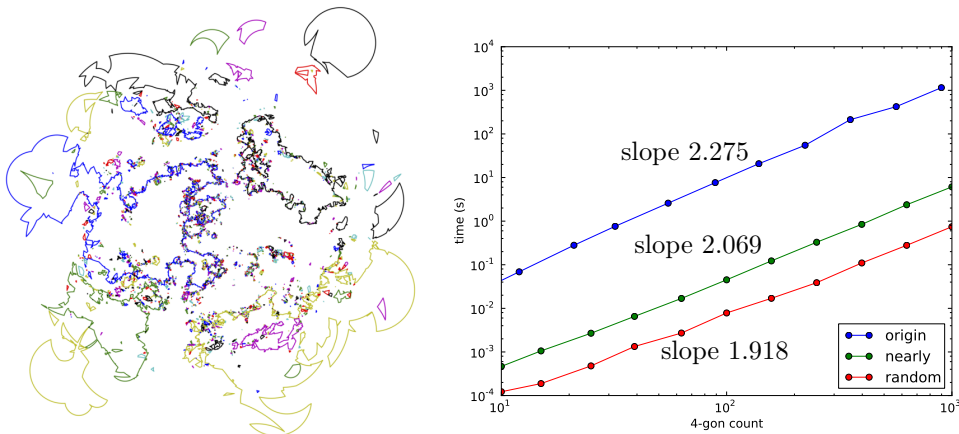 10^4
10^3
10^2
10^1
10^0
10^-1
10^-2
10^-3
10^-4
time (s)
slope 2.275
slope 2.069
slope 1.918
origin
nearly
random
10^1
10^2
10^3
4-gon count